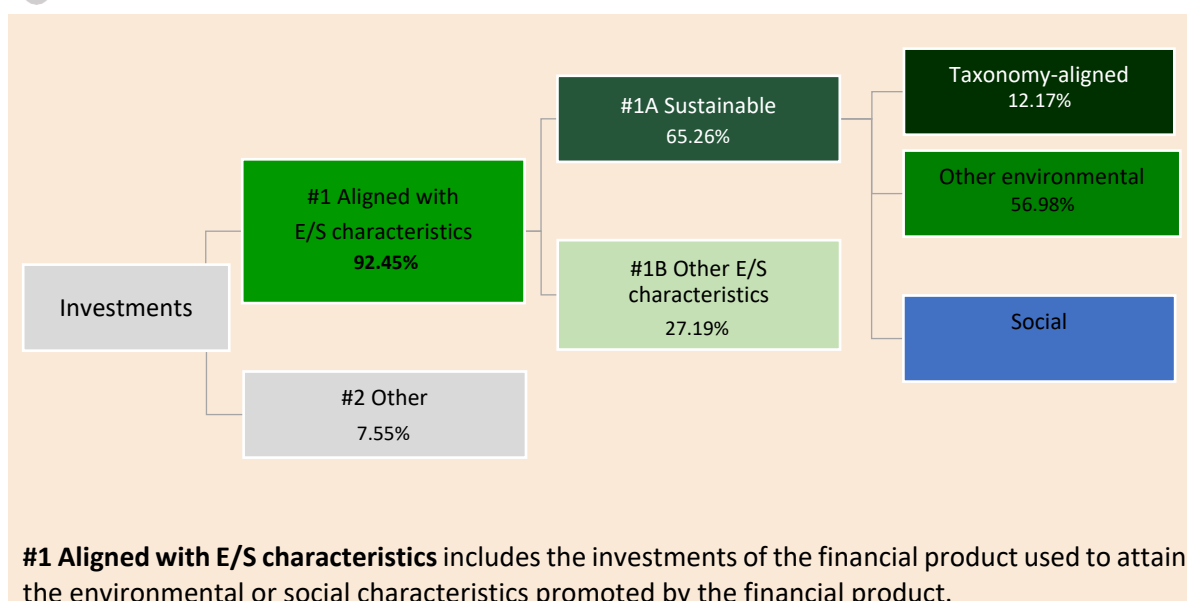 Investments
#1 Aligned with
E/S characteristics
92.45%
#2 Other
7.55%
#1A Sustainable
65.26%
#1B Other E/S
characteristics
27.19%
Taxonomy-aligned
12.17%
Other environmental
56.98%
Social
#1 Aligned with E/S characteristics includes the investments of the financial product used to attain
the environmental or social characteristics promoted by the financial product.